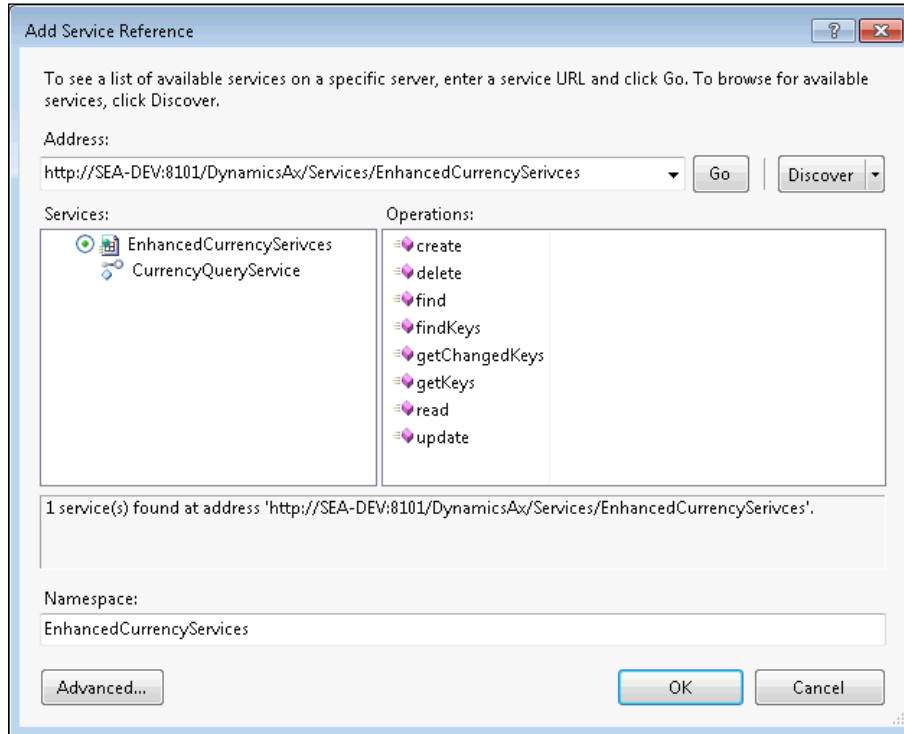 Add Service Reference
To see a list of available services on a specific server, enter a service URL and click Go. To browse for available
services, click Discover.
Address:
http://SEA-DEV:8101/DynamicsAx/Services/EnhancedCurrencySerivces
Go
Discover
Services:
Operations:
EnhancedCurrencySerivces
CurrencyQueryService
create
delete
find
findKeys
getChangedKeys
getKeys
read
update
1 service(s) found at address 'http://SEA-DEV:8101/DynamicsAx/Services/EnhancedCurrencySerivces'.
Namespace:
EnhancedCurrencyServices
Advanced...
OK
Cancel